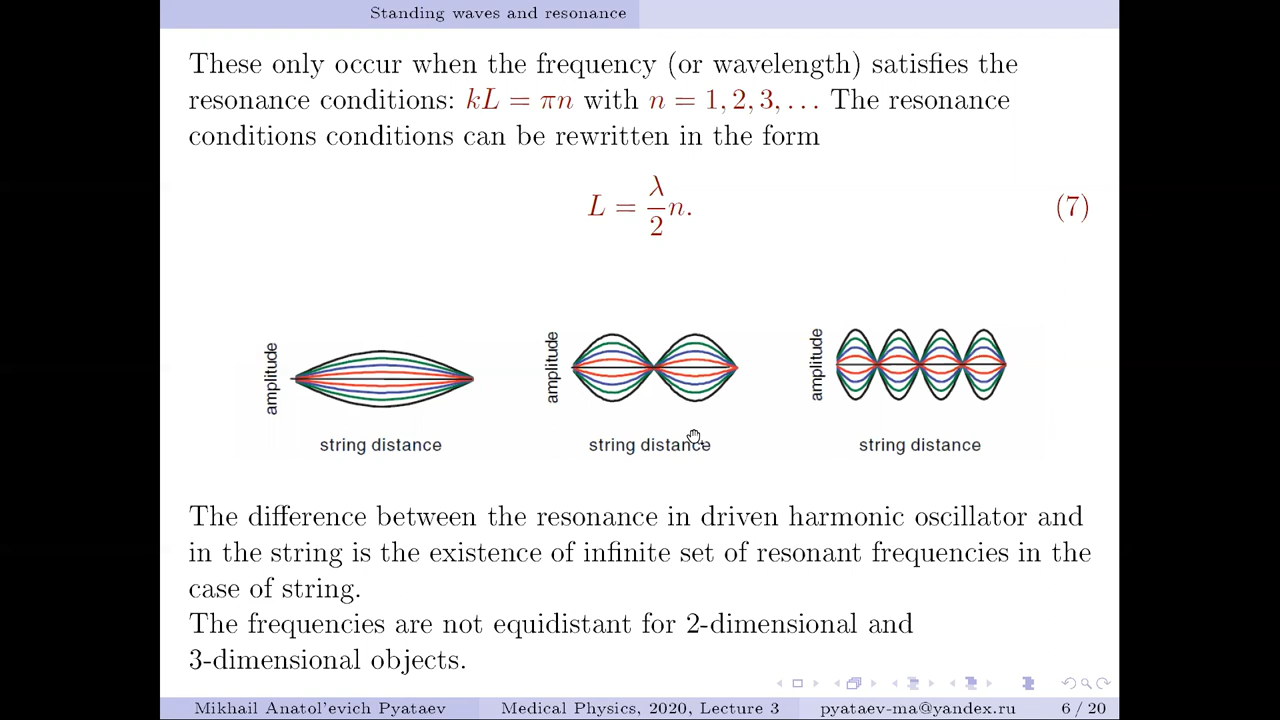 Standing waves and resonance
These only occur when the frequency (or wavelength) satisfies the
resonance conditions: kL = πn with n = 1, 2, 3, . . . The resonance
conditions conditions can be rewritten in the form
L = λ/2 n. (7)
amplitude
string distance
amplitude
string distance
amplitude
string distance
The difference between the resonance in driven harmonic oscillator and
in the string is the existence of infinite set of resonant frequencies in the
case of string.
The frequencies are not equidistant for 2-dimensional and
3-dimensional objects.
Mikhail Anatol'evich Pyataev Medical Physics, 2020, Lecture 3 pyataev-ma@yandex.ru 6 / 20